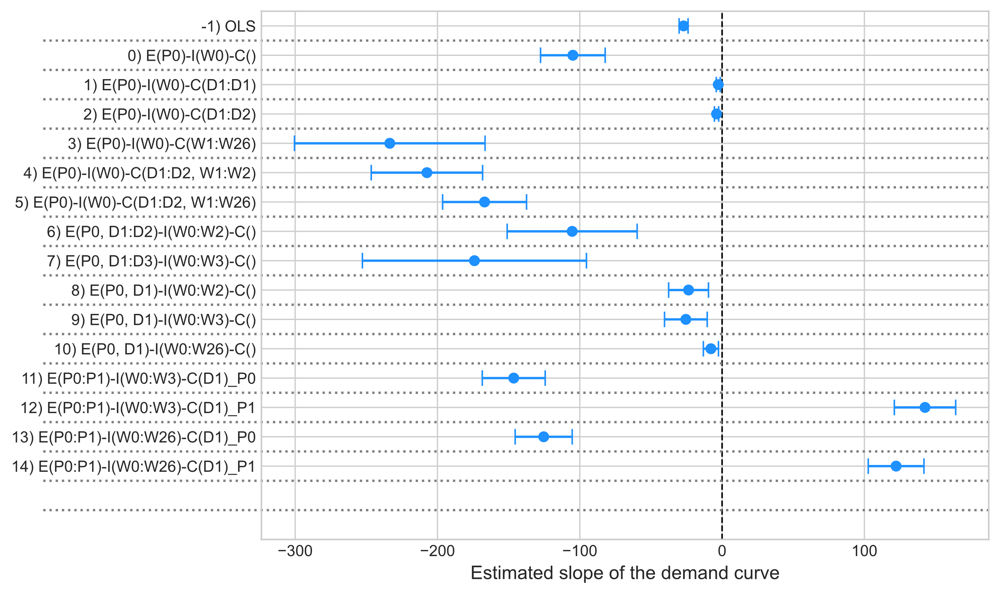 -1) OLS
0) E(P0)-I(W0)-C()
1) E(P0)-I(W0)-C(D1:D1)
2) E(P0)-I(W0)-C(D1:D2)
3) E(P0)-I(W0)-C(W1:W26)
4) E(P0)-I(W0)-C(D1:D2, W1:W2)
5) E(P0)-I(W0)-C(D1:D2, W1:W26)
6) E(P0, D1:D2)-I(W0:W2)-C()
7) E(P0, D1:D3)-I(W0:W3)-C()
8) E(P0, D1)-I(W0:W2)-C()
9) E(P0, D1)-I(W0:W3)-C()
10) E(P0, D1)-I(W0:W26)-C()
11) E(P0:P1)-I(W0:W3)-C(D1)_P0
12) E(P0:P1)-I(W0:W3)-C(D1)_P1
13) E(P0:P1)-I(W0:W26)-C(D1)_P0
14) E(P0:P1)-I(W0:W26)-C(D1)_P1
−300 −200 −100 0 100
Estimated slope of the demand curve